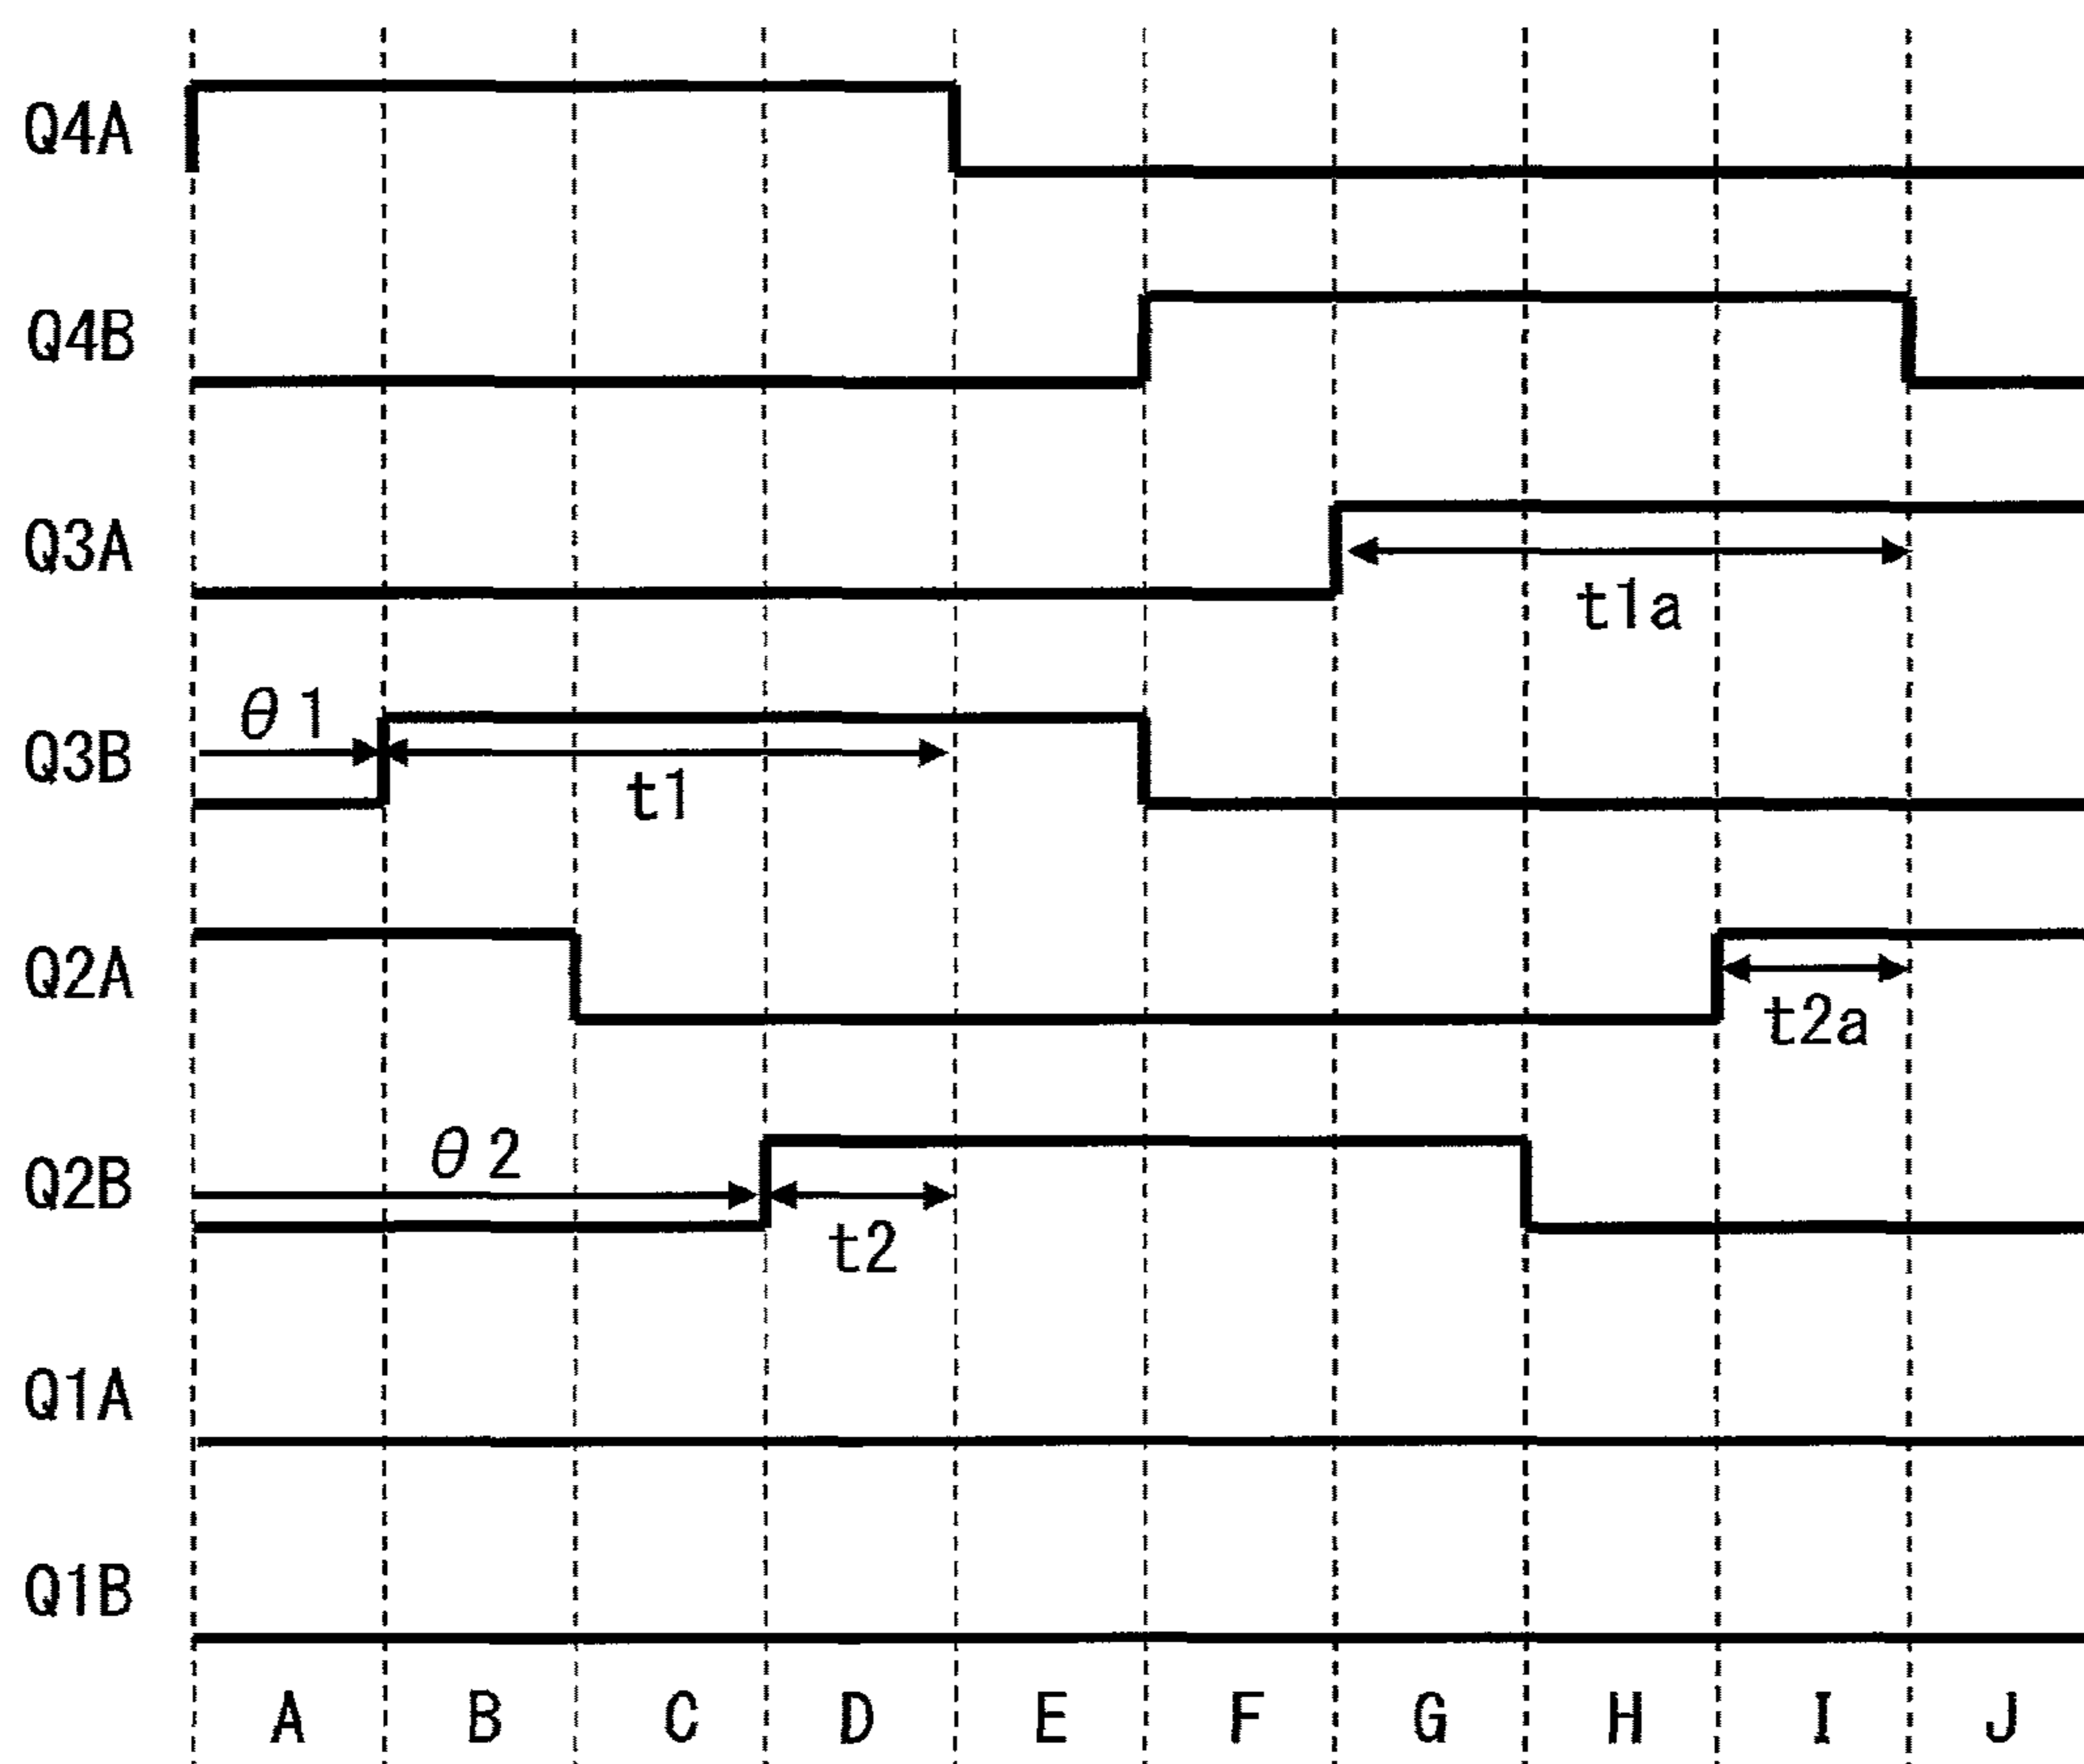 Q4A
Q4B
Q3A
t1a
θ1
Q3B
t1
Q2A
t2a
θ2
Q2B
t2
Q1A
Q1B
A B C D E F G H I J